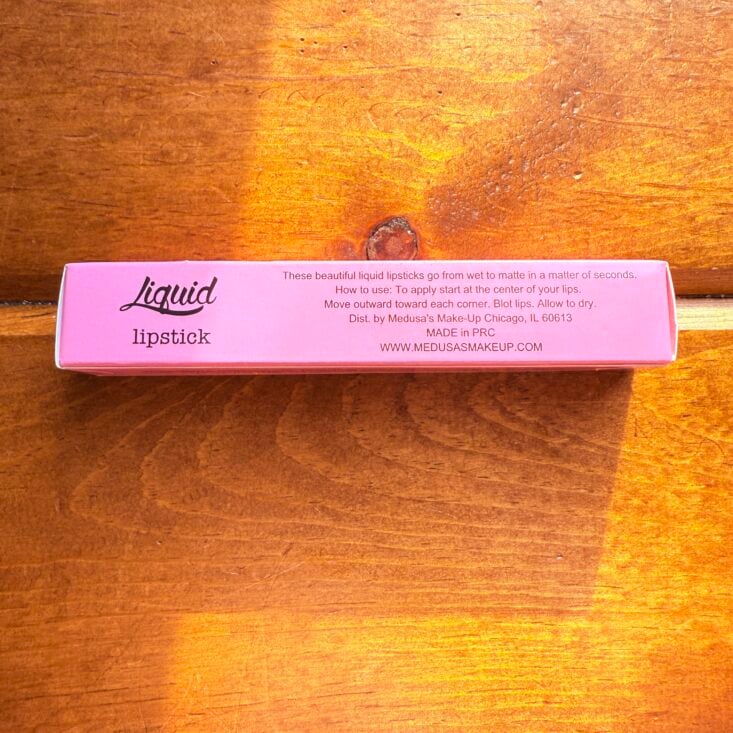 Liquid
lipstick
These beautiful liquid lipsticks go from wet to matte in a matter of seconds.
How to use: To apply start at the center of your lips.
Move outward toward each corner. Blot lips. Allow to dry.
Dist. by Medusa's Make-Up Chicago, IL 60613
MADE in PRC
WWW.MEDUSASMAKEUP.COM